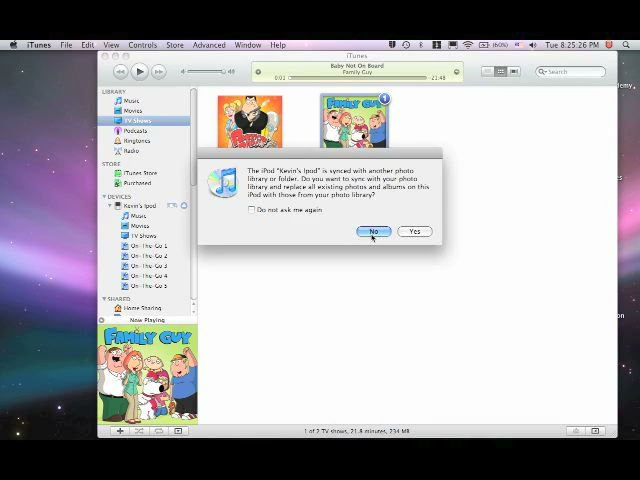 iTunes File Edit View Controls Store Advanced Window Help (60%) Tue 8:25:26 PM
iTunes
Baby Not On Board
Family Guy
0:01 -21:48
Search
LIBRARY
Music
Movies
TV Shows
Podcasts
Ringtones
Radio
STORE
iTunes Store
Purchased
DEVICES
Kevin's Ipod
Music
Movies
TV Shows
On-The-Go 1
On-The-Go 2
On-The-Go 3
On-The-Go 4
On-The-Go 5
SHARED
Home Sharing
Now Playing
FAMILY GUY
FAMILY GUY
1
The iPod "Kevin's Ipod" is synced with another photo
library or folder. Do you want to sync with your photo
library and replace all existing photos and albums on this
iPod with those from your photo library?
Do not ask me again
No Yes
1 of 2 TV shows, 21.8 minutes, 234 MB